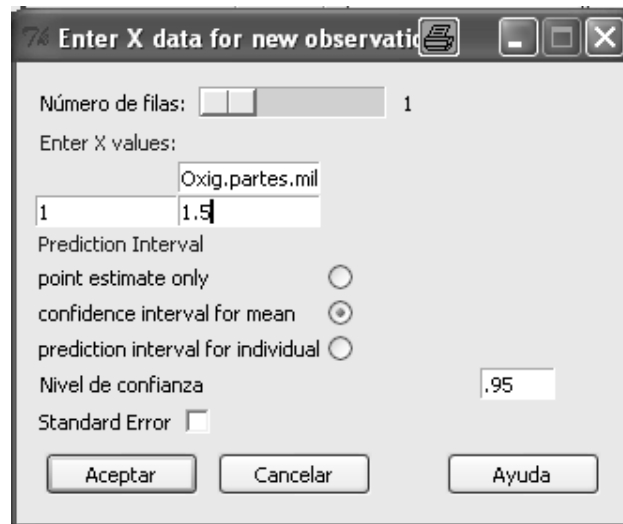 Enter X data for new observatic
Número de filas: 1
Enter X values:
Oxig.partes.mil
1 1.5
Prediction Interval
point estimate only
confidence interval for mean
prediction interval for individual
Nivel de confianza .95
Standard Error
Aceptar Cancelar Ayuda